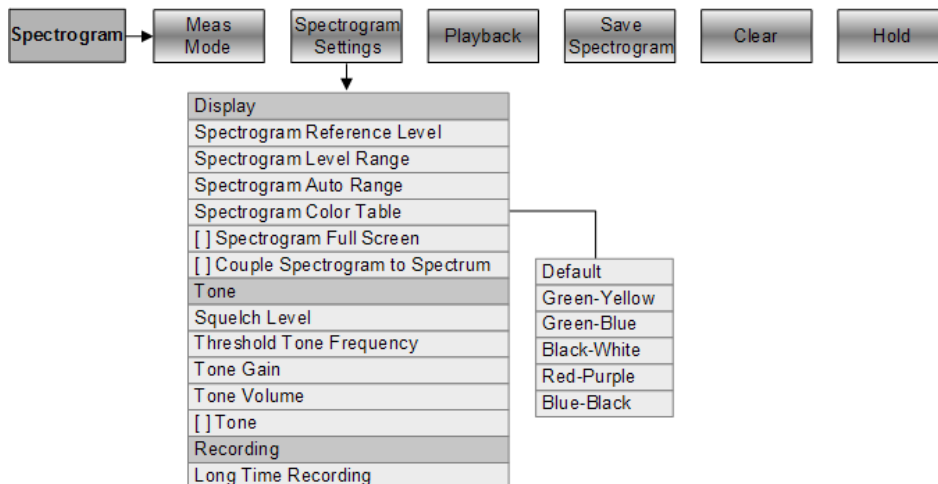 Spectrogram
Meas
Mode
Spectrogram
Settings
Playback
Save
Spectrogram
Clear
Hold
Display
Spectrogram Reference Level
Spectrogram Level Range
Spectrogram Auto Range
Spectrogram Color Table
[ ] Spectrogram Full Screen
[ ] Couple Spectrogram to Spectrum
Tone
Squelch Level
Threshold Tone Frequency
Tone Gain
Tone Volume
[ ] Tone
Recording
Long Time Recording
Default
Green-Yellow
Green-Blue
Black-White
Red-Purple
Blue-Black